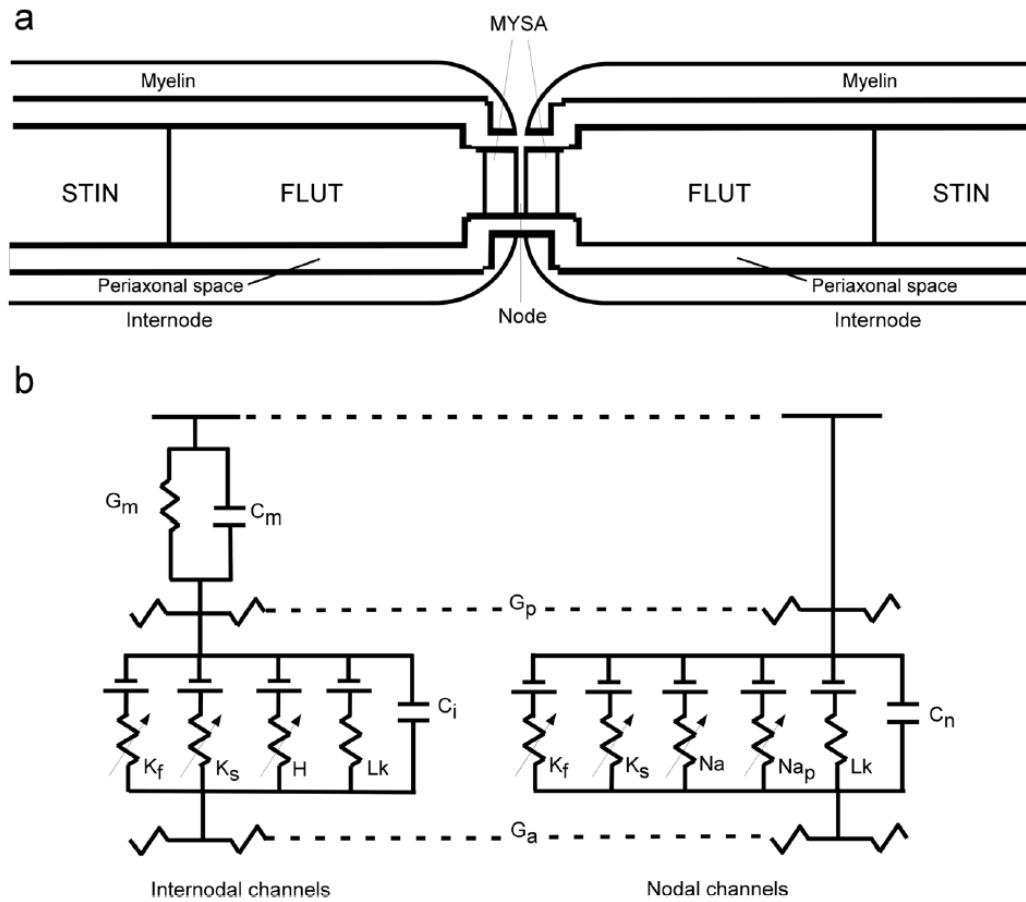 a
MYSA
Myelin
Myelin
STIN
FLUT
FLUT
STIN
Periaxonal space
Periaxonal space
Internode
Node
Internode
b
Gm
Cm
Gp
Ci
Cn
Kf
Ks
H
Lk
Kf
Ks
Na
Nap
Lk
Ga
Internodal channels
Nodal channels